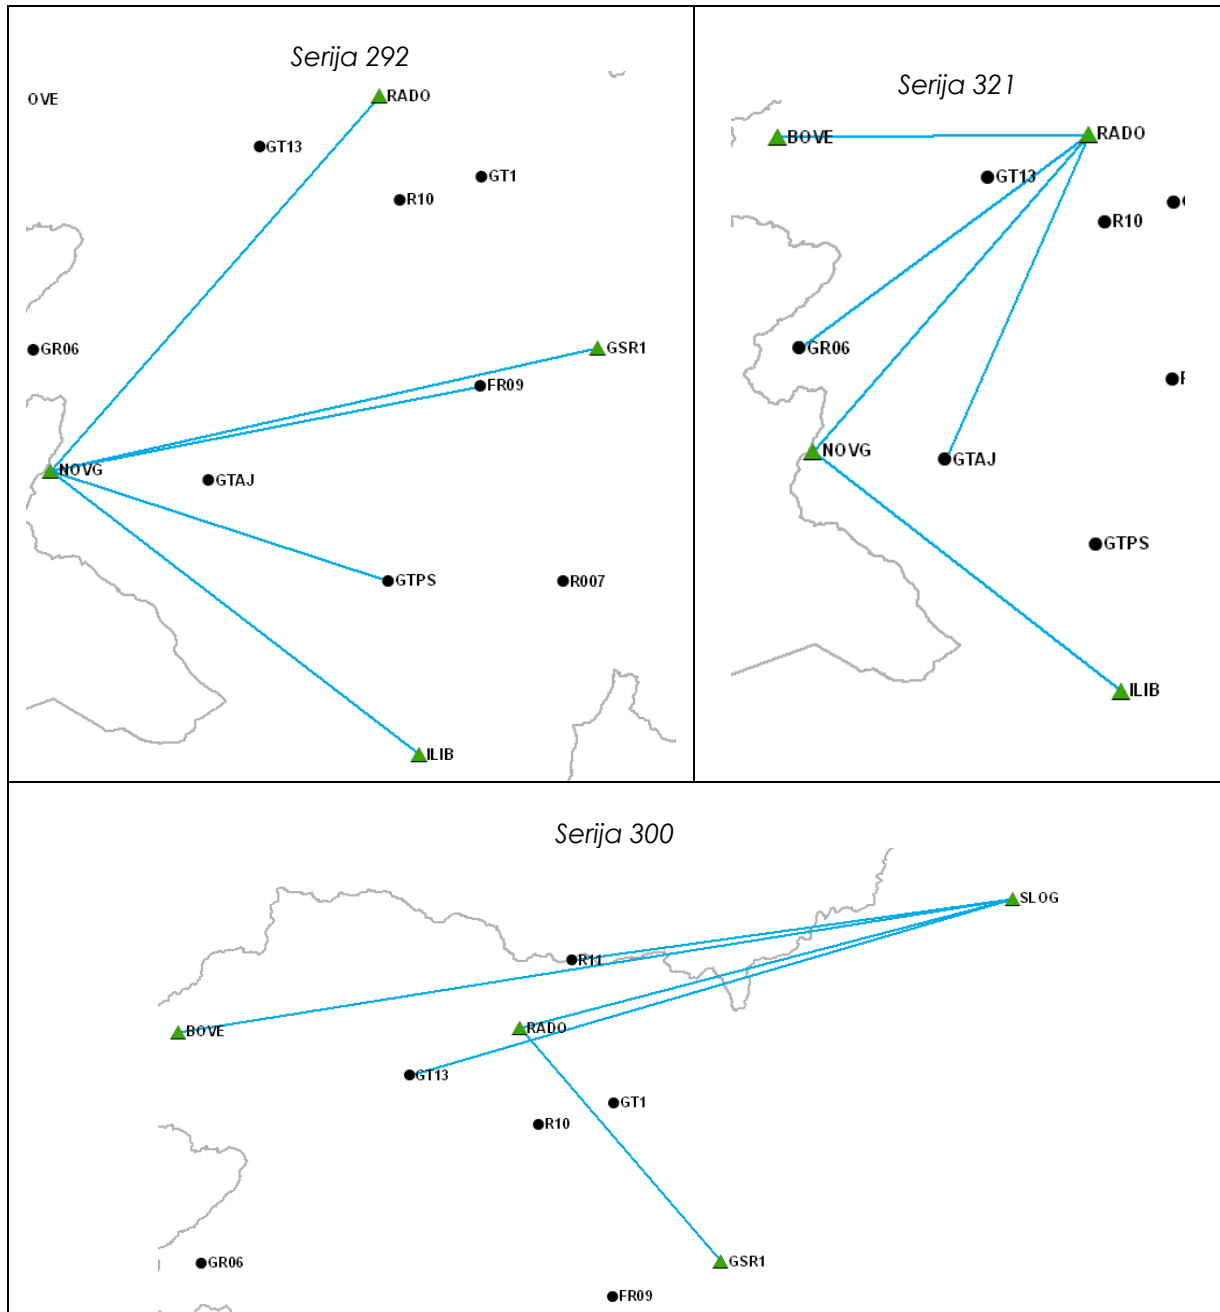 Serija 292
OVE
RADO
GT13
GT1
R10
GR06
GSR1
FR09
NOVG
GTAJ
GTPS
R007
ILIB
Serija 321
BOVE
RADO
GT13
R10
GR06
NOVG
GTAJ
GTPS
ILIB
Serija 300
SLOG
R11
BOVE
RADO
GT13
GT1
R10
GR06
GSR1
FR09